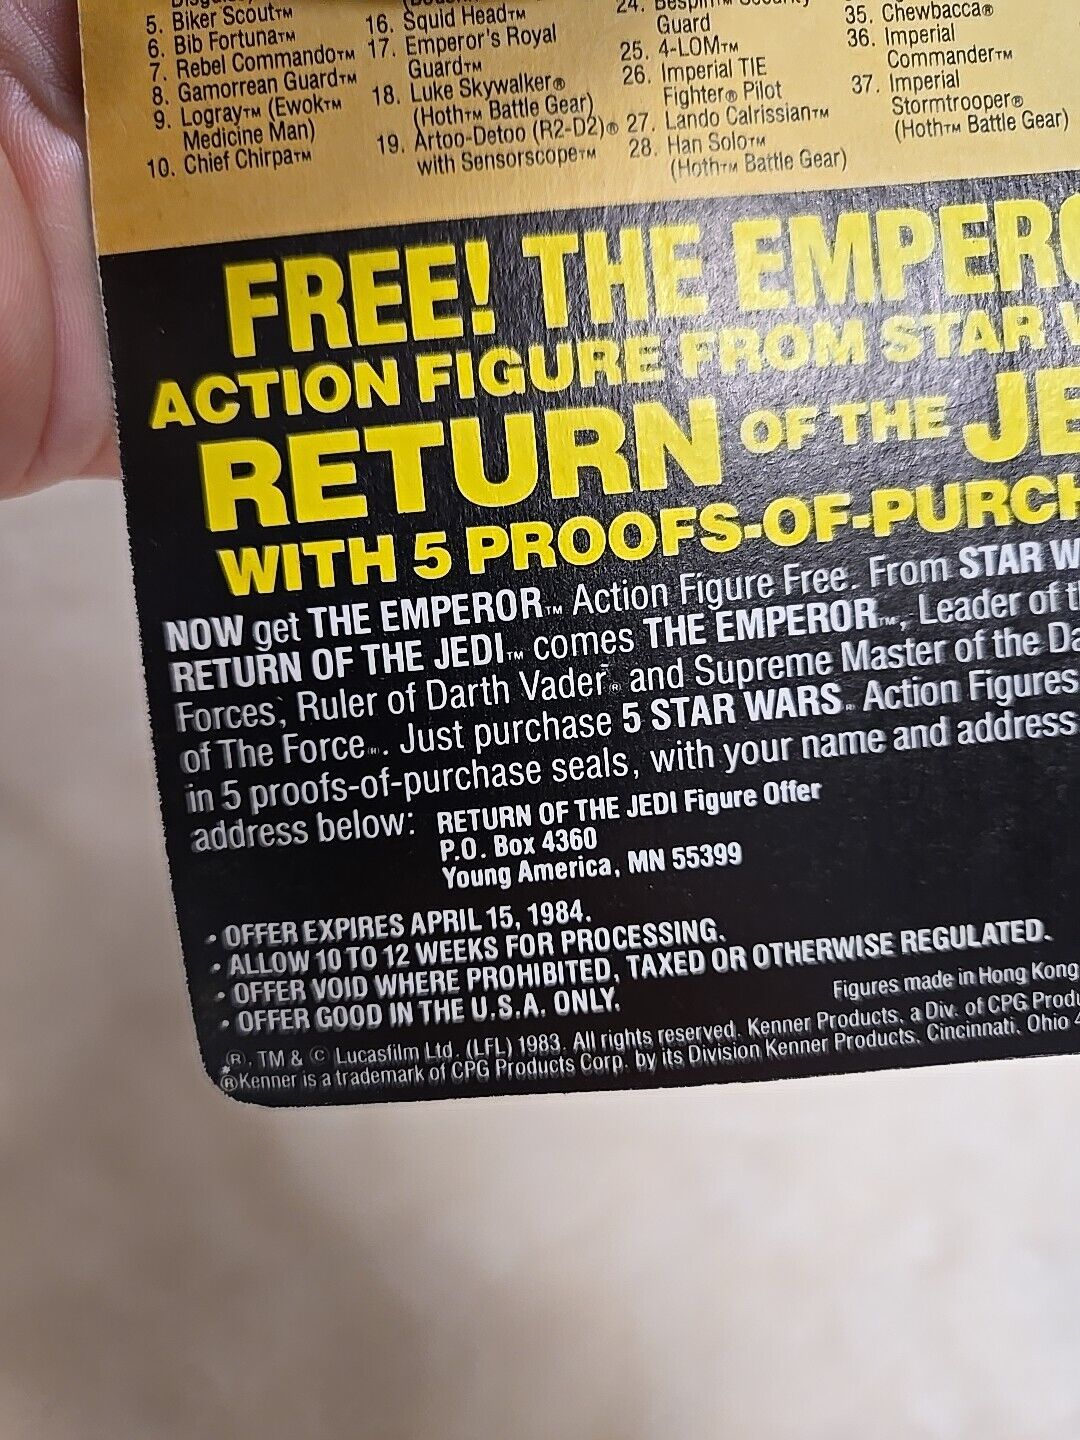 5. Biker Scout™
6. Bib Fortuna™
7. Rebel Commando™
8. Gamorrean Guard™
9. Logray™ (Ewok™
Medicine Man)
10. Chief Chirpa™
16. Squid Head™
17. Emperor's Royal
Guard™
18. Luke Skywalker®
(Hoth™ Battle Gear)
19. Artoo-Detoo (R2-D2)®
with Sensorscope™
24. Bespin™ Security
Guard
25. 4-LOM™
26. Imperial TIE
Fighter® Pilot
27. Lando Calrissian™
28. Han Solo™
(Hoth™ Battle Gear)
35. Chewbacca®
36. Imperial
Commander™
37. Imperial
Stormtrooper®
(Hoth™ Battle Gear)
FREE! THE EMPERO
ACTION FIGURE FROM STAR W
RETURN OF THE JE
WITH 5 PROOFS-OF-PURCH
NOW get THE EMPEROR™ Action Figure Free. From STAR W
RETURN OF THE JEDI™ comes THE EMPEROR™, Leader of t
Forces, Ruler of Darth Vader® and Supreme Master of the Da
of The Force™. Just purchase 5 STAR WARS® Action Figures
in 5 proofs-of-purchase seals, with your name and address
address below: RETURN OF THE JEDI Figure Offer
P.O. Box 4360
Young America, MN 55399
• OFFER EXPIRES APRIL 15, 1984.
• ALLOW 10 TO 12 WEEKS FOR PROCESSING.
• OFFER VOID WHERE PROHIBITED, TAXED OR OTHERWISE REGULATED.
• OFFER GOOD IN THE U.S.A. ONLY.
Figures made in Hong Kong
®, TM & © Lucasfilm Ltd. (LFL) 1983. All rights reserved. Kenner Products, a Div. of CPG Produ
®Kenner is a trademark of CPG Products Corp. by its Division Kenner Products, Cincinnati, Ohio 4